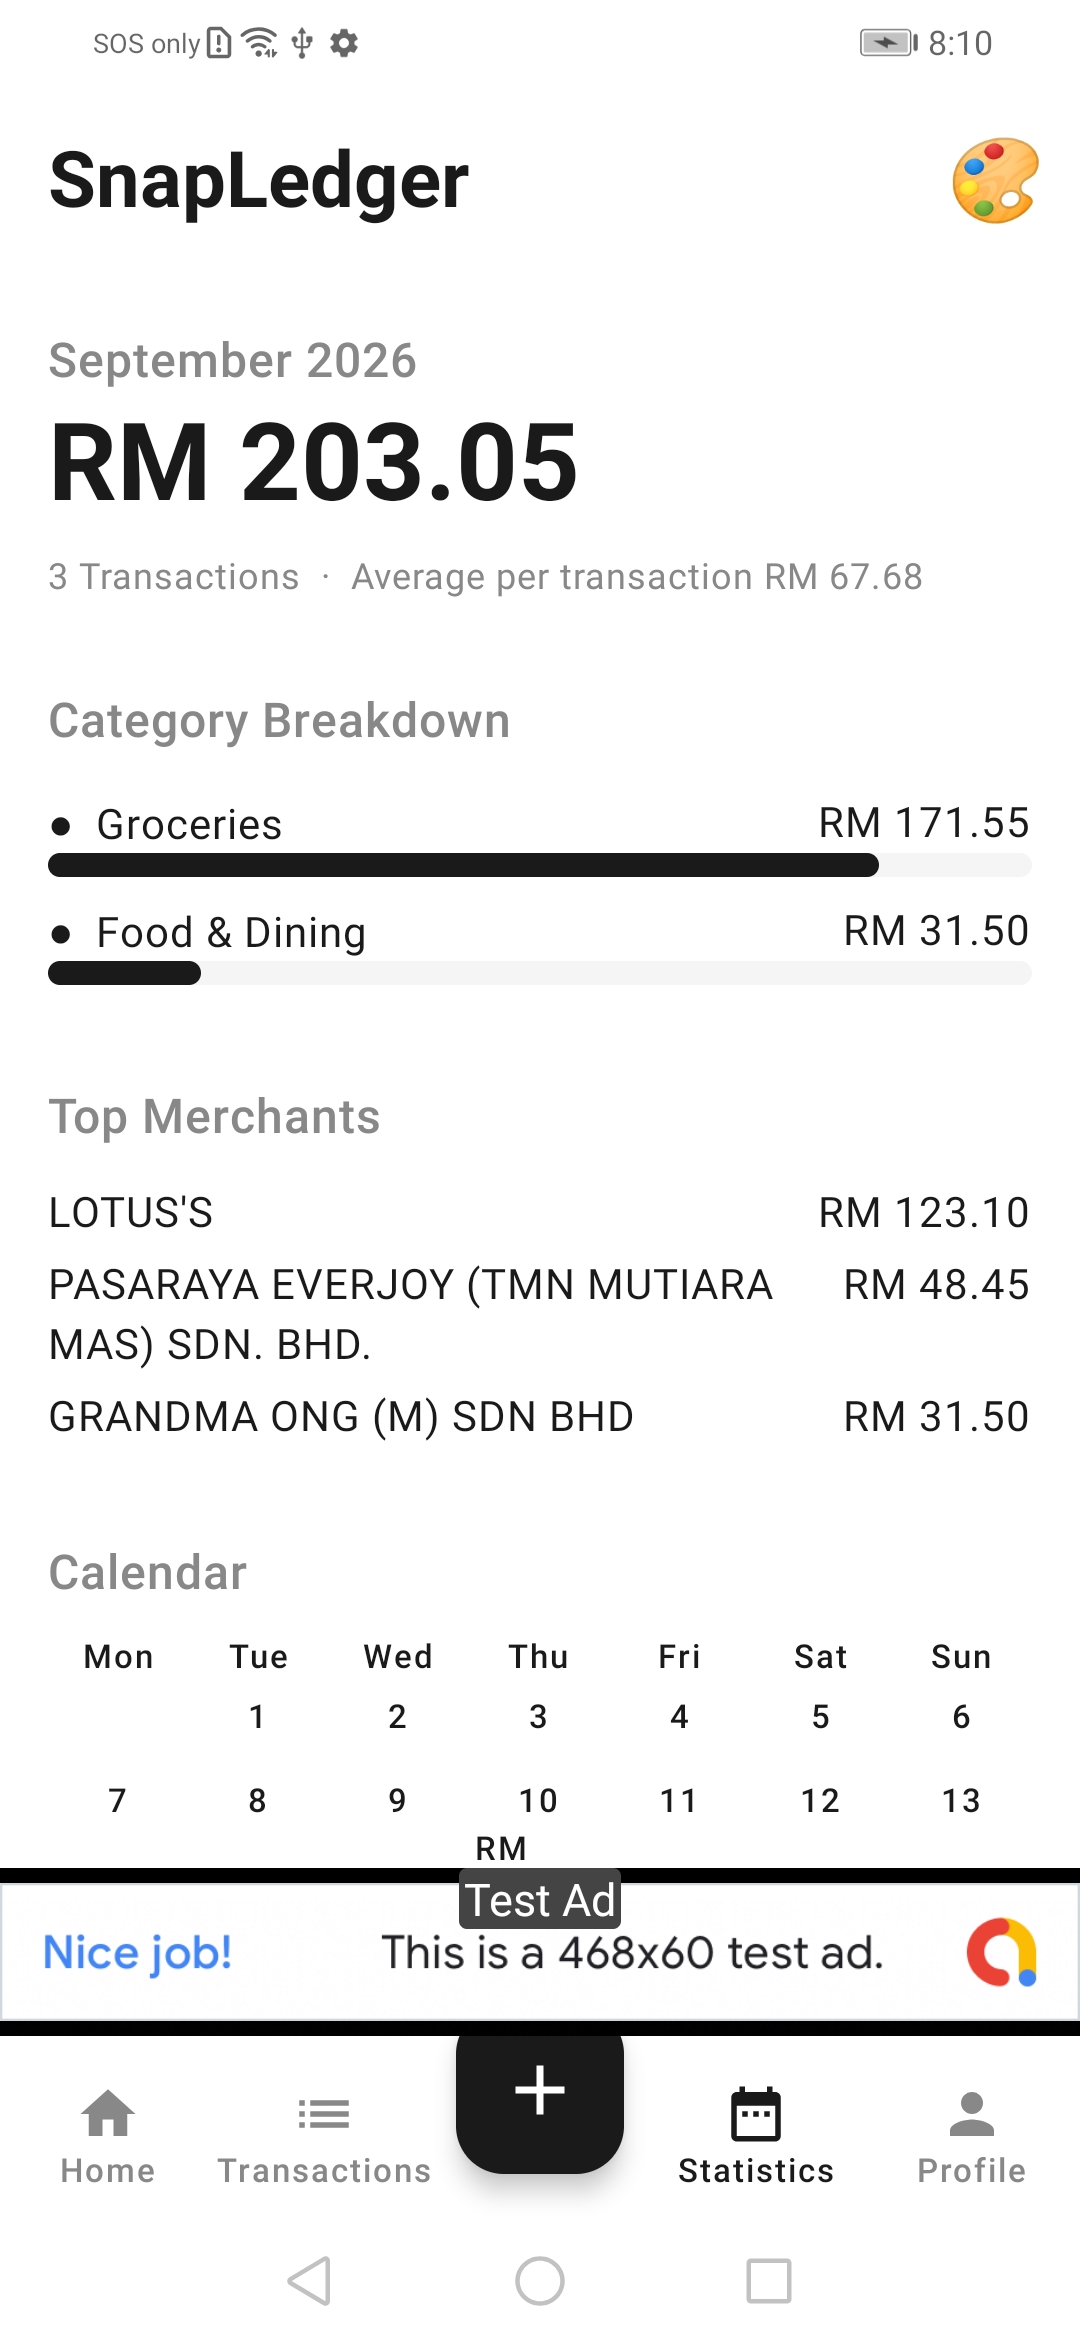 SOS only
8:10
SnapLedger
September 2026
RM 203.05
3 Transactions · Average per transaction RM 67.68
Category Breakdown
Groceries RM 171.55
Food & Dining RM 31.50
Top Merchants
LOTUS'S RM 123.10
PASARAYA EVERJOY (TMN MUTIARA RM 48.45
MAS) SDN. BHD.
GRANDMA ONG (M) SDN BHD RM 31.50
Calendar
Mon Tue Wed Thu Fri Sat Sun
1 2 3 4 5 6
7 8 9 10 11 12 13
RM
Test Ad
Nice job! This is a 468x60 test ad.
Home Transactions Statistics Profile